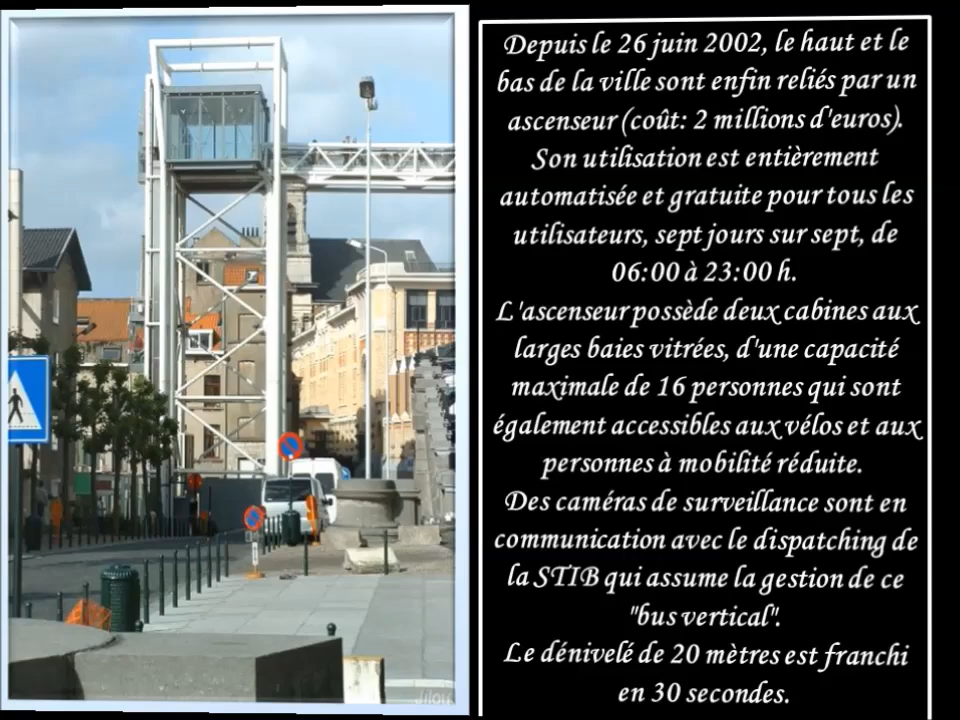 Depuis le 26 juin 2002, le haut et le
bas de la ville sont enfin reliés par un
ascenseur (coût: 2 millions d'euros).
Son utilisation est entièrement
automatisée et gratuite pour tous les
utilisateurs, sept jours sur sept, de
06:00 à 23:00 h.
L'ascenseur possède deux cabines aux
larges baies vitrées, d'une capacité
maximale de 16 personnes qui sont
également accessibles aux vélos et aux
personnes à mobilité réduite.
Des caméras de surveillance sont en
communication avec le dispatching de
la STIB qui assume la gestion de ce
"bus vertical".
Le dénivelé de 20 mètres est franchi
en 30 secondes.